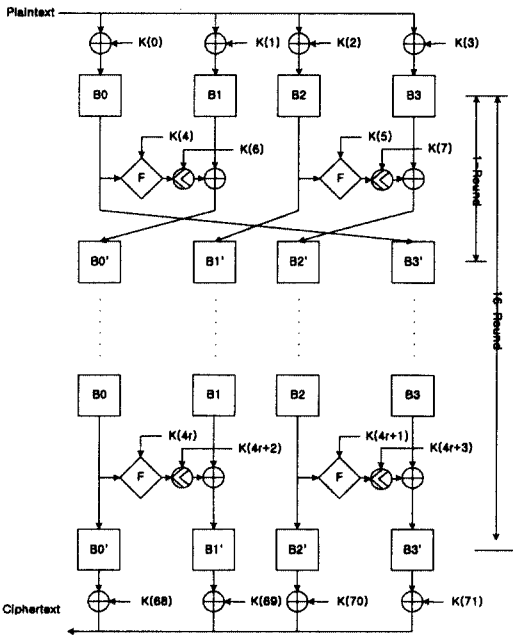 Plaintext
K(0) K(1) K(2) K(3)
B0 B1 B2 B3
K(4) K(6) K(5) K(7)
F F
1-Round
B0' B1' B2' B3'
16-Round
B0 B1 B2 B3
K(4r) K(4r+2) K(4r+1) K(4r+3)
F F
B0' B1' B2' B3'
K(68) K(69) K(70) K(71)
Ciphertext